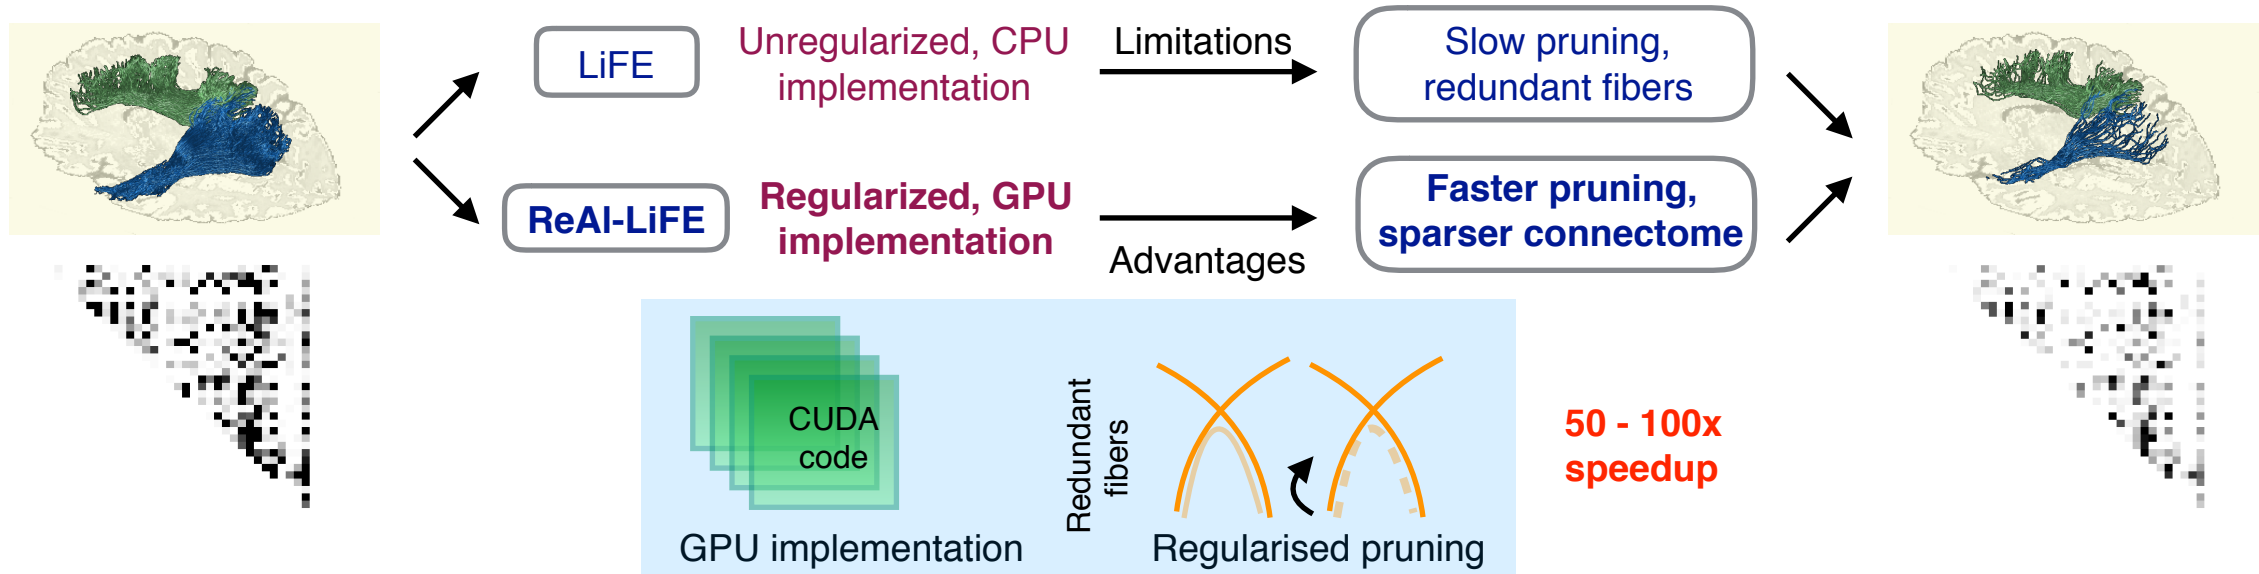 LiFE
Unregularized, CPU
implementation
Limitations
Slow pruning,
redundant fibers
ReAl-LiFE
Regularized, GPU
implementation
Advantages
Faster pruning,
sparser connectome
CUDA
code
GPU implementation
Redundant
fibers
Regularised pruning
50 - 100x
speedup